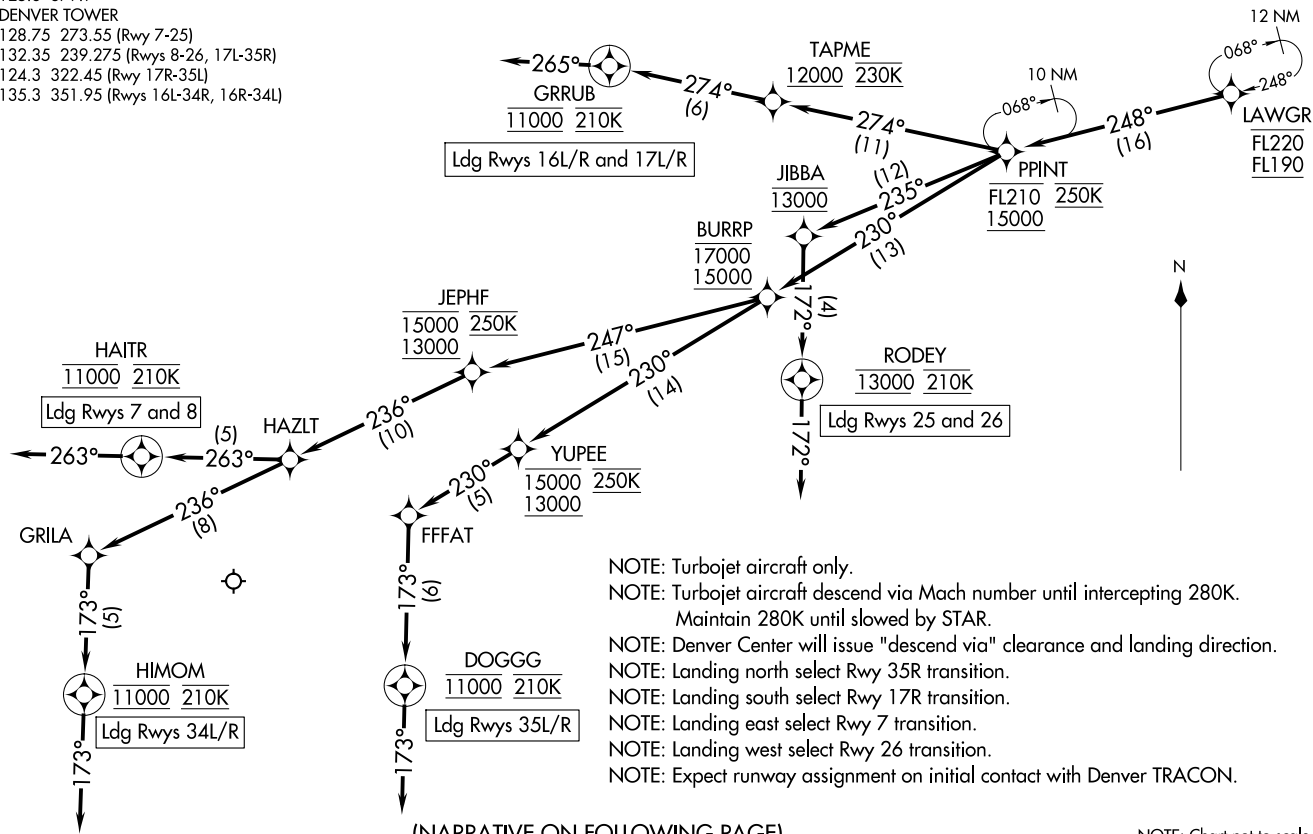 DENVER TOWER
128.75 273.55 (Rwy 7-25)
132.35 239.275 (Rwys 8-26, 17L-35R)
124.3 322.45 (Rwy 17R-35L)
135.3 351.95 (Rwys 16L-34R, 16R-34L)
12 NM
068°
248°
LAWGR
FL220
FL190
248°
(16)
10 NM
068°
PPINT
FL210 250K
15000
TAPME
12000 230K
274°
(11)
274°
(6)
265°
GRRUB
11000 210K
Ldg Rwys 16L/R and 17L/R
(12)
235°
JIBBA
13000
230°
(13)
BURRP
17000
15000
172°
(4)
RODEY
13000 210K
Ldg Rwys 25 and 26
172°
JEPHF
15000 250K
13000
247°
(15)
230°
(14)
HAITR
11000 210K
Ldg Rwys 7 and 8
263°
(5)
263°
HAZLT
236°
(10)
YUPEE
15000 250K
13000
230°
(5)
FFFAT
236°
(8)
GRILA
173°
(5)
HIMOM
11000 210K
Ldg Rwys 34L/R
173°
173°
(6)
DOGGG
11000 210K
Ldg Rwys 35L/R
173°
N
NOTE: Turbojet aircraft only.
NOTE: Turbojet aircraft descend via Mach number until intercepting 280K.
Maintain 280K until slowed by STAR.
NOTE: Denver Center will issue "descend via" clearance and landing direction.
NOTE: Landing north select Rwy 35R transition.
NOTE: Landing south select Rwy 17R transition.
NOTE: Landing east select Rwy 7 transition.
NOTE: Landing west select Rwy 26 transition.
NOTE: Expect runway assignment on initial contact with Denver TRACON.
(NARRATIVE ON FOLLOWING PAGE)
NOTE: Chart not to scale